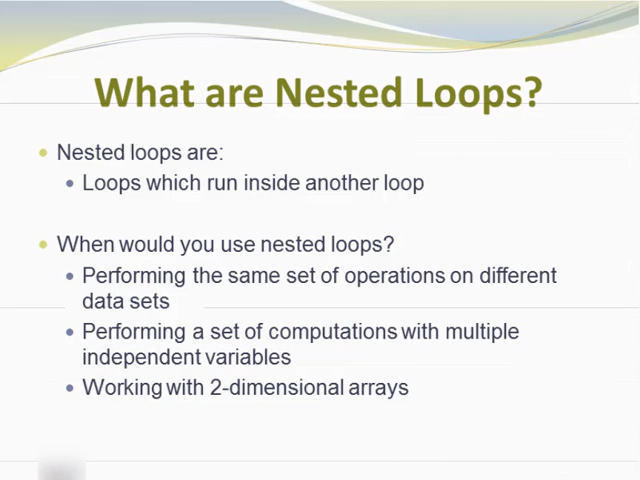 What are Nested Loops?
• Nested loops are:
• Loops which run inside another loop
• When would you use nested loops?
• Performing the same set of operations on different
data sets
• Performing a set of computations with multiple
independent variables
• Working with 2-dimensional arrays